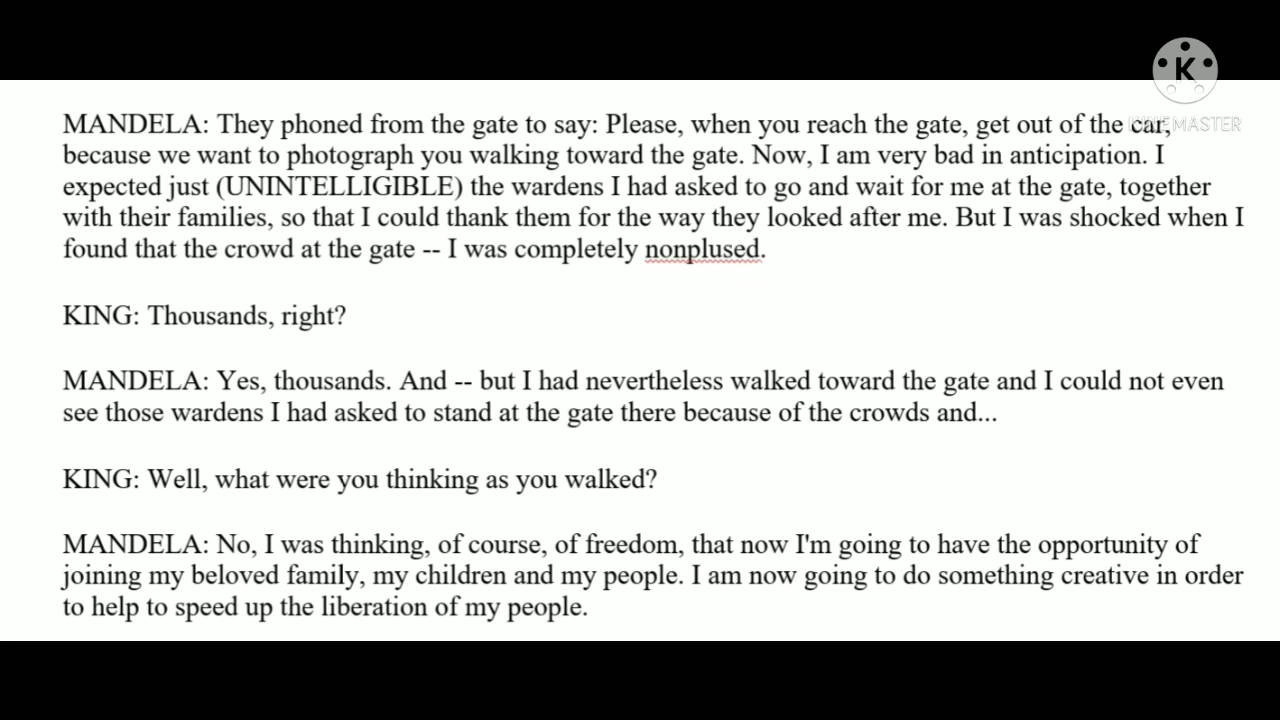 K
KINEMASTER
MANDELA: They phoned from the gate to say: Please, when you reach the gate, get out of the car,
because we want to photograph you walking toward the gate. Now, I am very bad in anticipation. I
expected just (UNINTELLIGIBLE) the wardens I had asked to go and wait for me at the gate, together
with their families, so that I could thank them for the way they looked after me. But I was shocked when I
found that the crowd at the gate -- I was completely nonplused.
KING: Thousands, right?
MANDELA: Yes, thousands. And -- but I had nevertheless walked toward the gate and I could not even
see those wardens I had asked to stand at the gate there because of the crowds and...
KING: Well, what were you thinking as you walked?
MANDELA: No, I was thinking, of course, of freedom, that now I'm going to have the opportunity of
joining my beloved family, my children and my people. I am now going to do something creative in order
to help to speed up the liberation of my people.